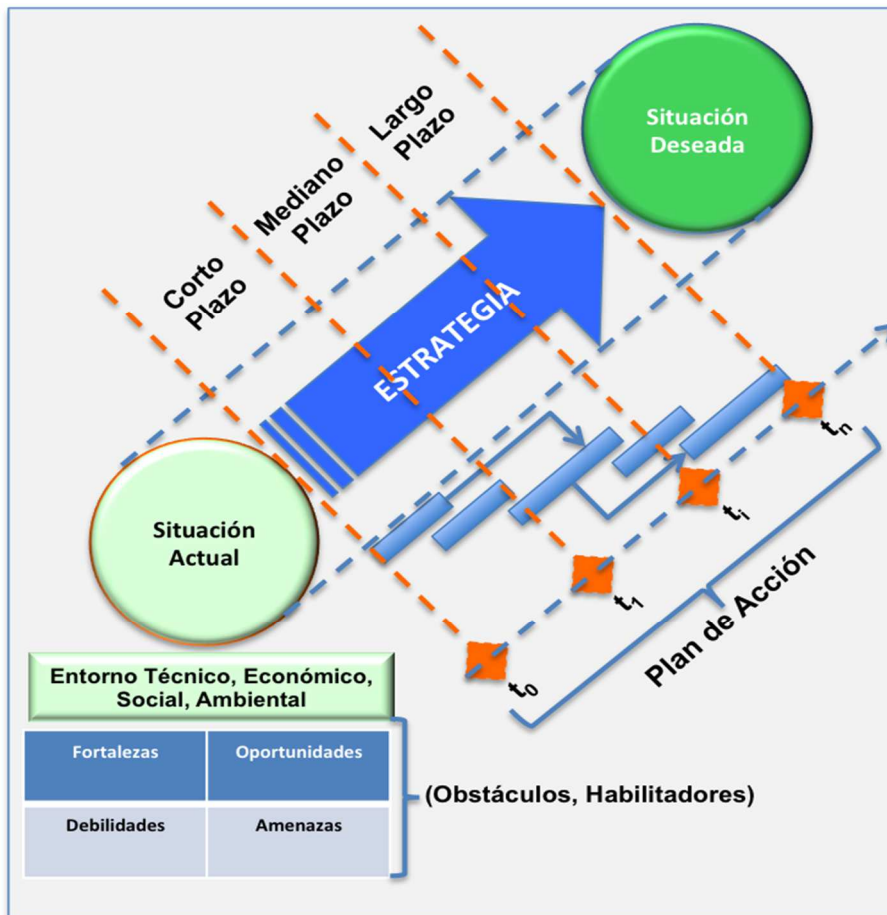 Largo
Plazo
Mediano
Plazo
Corto
Plazo
Situación
Deseada
ESTRATEGIA
Situación
Actual
tn
ti
t1
t0
Plan de Acción
Entorno Técnico, Económico,
Social, Ambiental
Fortalezas
Oportunidades
(Obstáculos, Habilitadores)
Debilidades
Amenazas